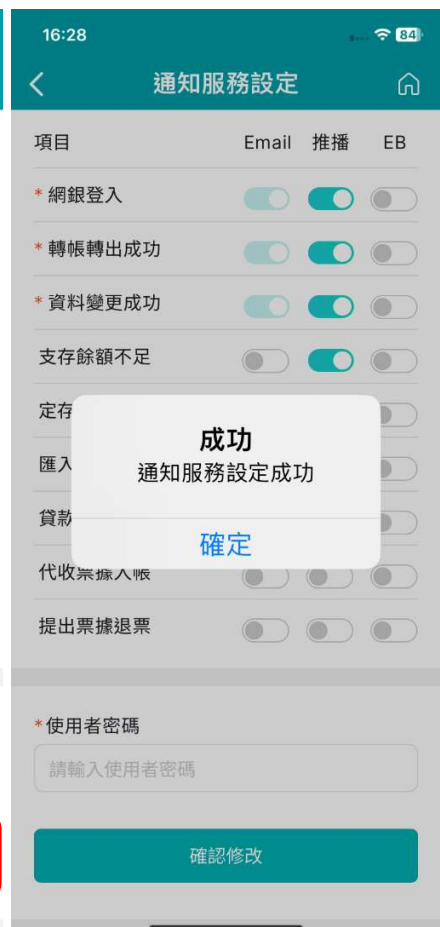 16:28
84
通知服務設定
項目 Email 推播 EB
* 網銀登入
* 轉帳轉出成功
* 資料變更成功
支存餘額不足
定存
匯入
貸款
成功
通知服務設定成功
確定
代收票據入帳
提出票據退票
*使用者密碼
請輸入使用者密碼
確認修改